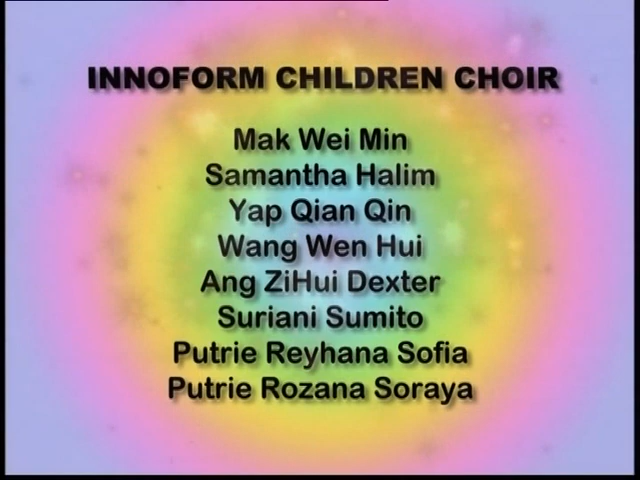 INNOFORM CHILDREN CHOIR
Mak Wei Min
Samantha Halim
Yap Qian Qin
Wang Wen Hui
Ang ZiHui Dexter
Suriani Sumito
Putrie Reyhana Sofia
Putrie Rozana Soraya